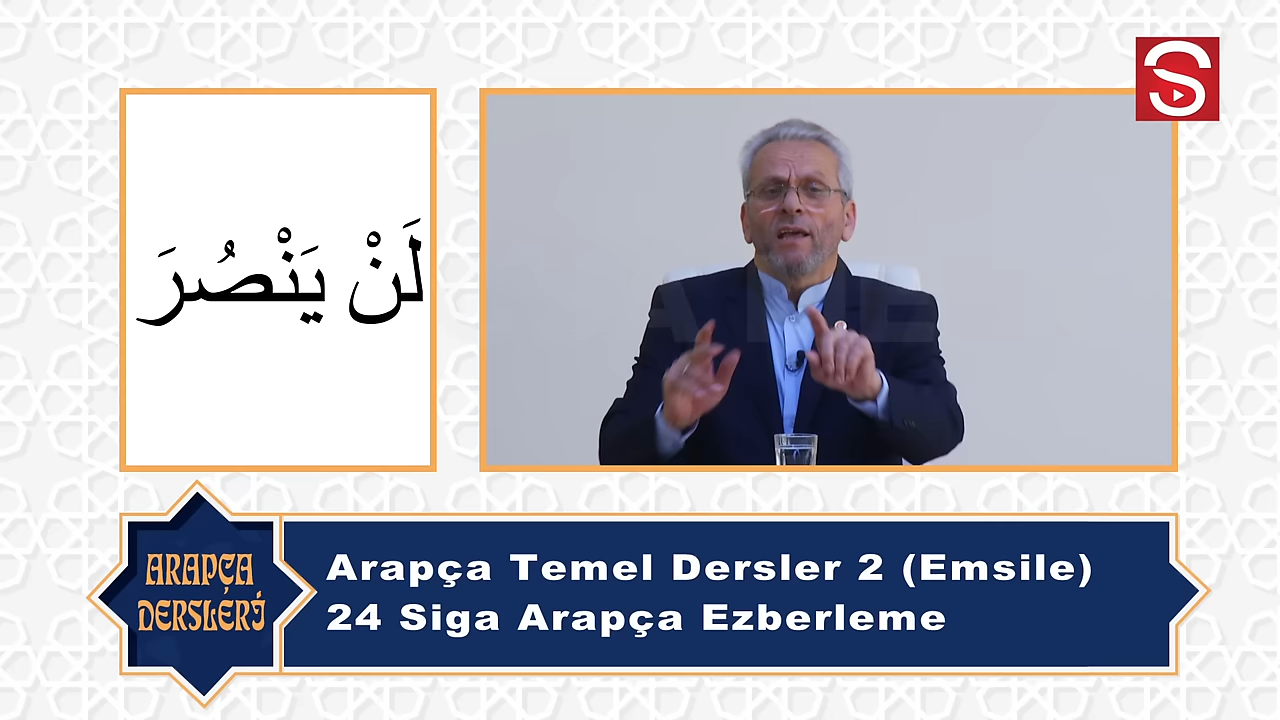 لَنْ يَنْصُرَ
ARAPÇA
DERSLERİ
Arapça Temel Dersler 2 (Emsile)
24 Siga Arapça Ezberleme